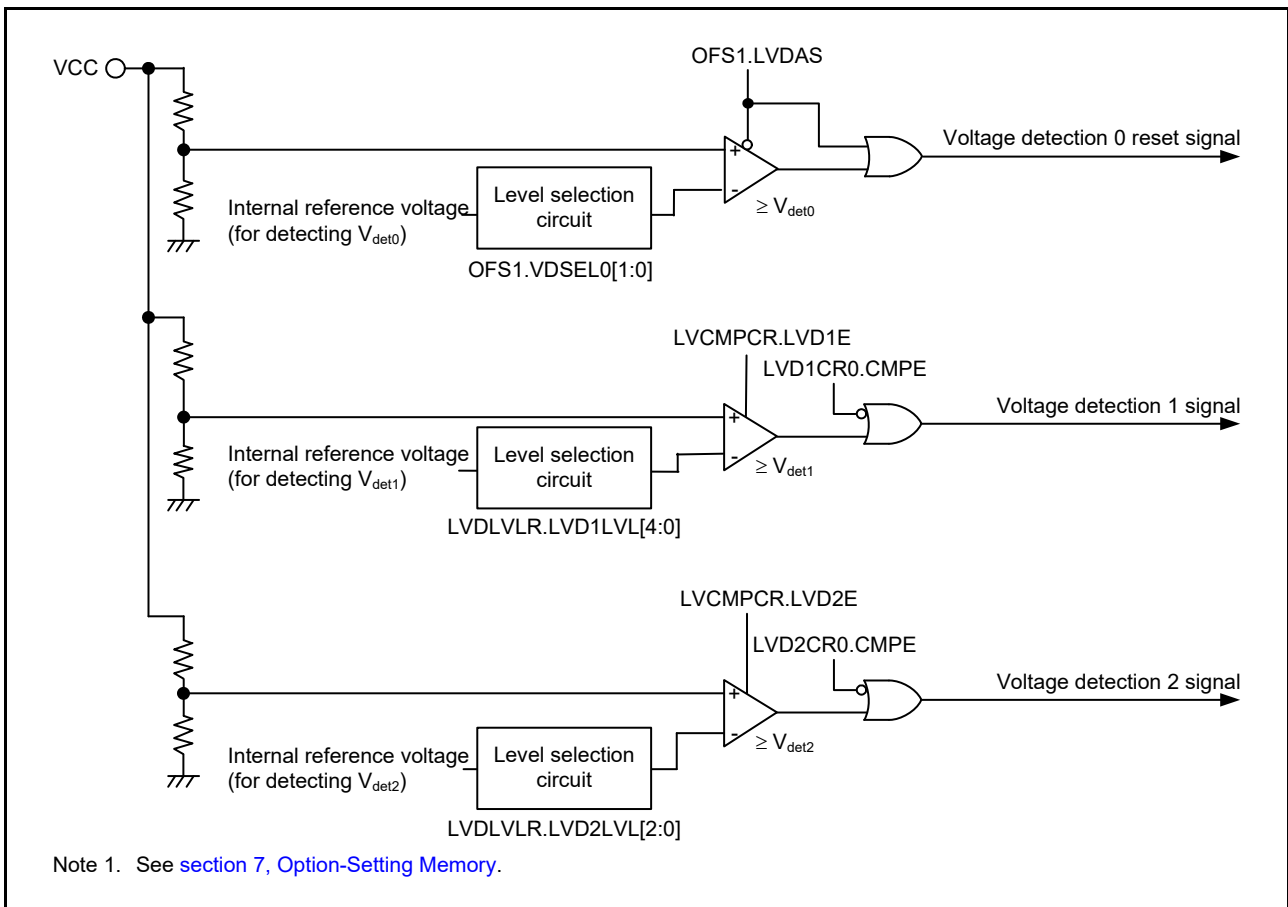 OFS1.LVDAS
VCC
Voltage detection 0 reset signal
+
-
Internal reference voltage
(for detecting Vdet0)
Level selection
circuit
≥ Vdet0
OFS1.VDSEL0[1:0]
LVCMPCR.LVD1E
LVD1CR0.CMPE
Voltage detection 1 signal
+
-
Internal reference voltage
(for detecting Vdet1)
Level selection
circuit
≥ Vdet1
LVDLVLR.LVD1LVL[4:0]
LVCMPCR.LVD2E
LVD2CR0.CMPE
Voltage detection 2 signal
+
-
Internal reference voltage
(for detecting Vdet2)
Level selection
circuit
≥ Vdet2
LVDLVLR.LVD2LVL[2:0]
Note 1. See section 7, Option-Setting Memory.